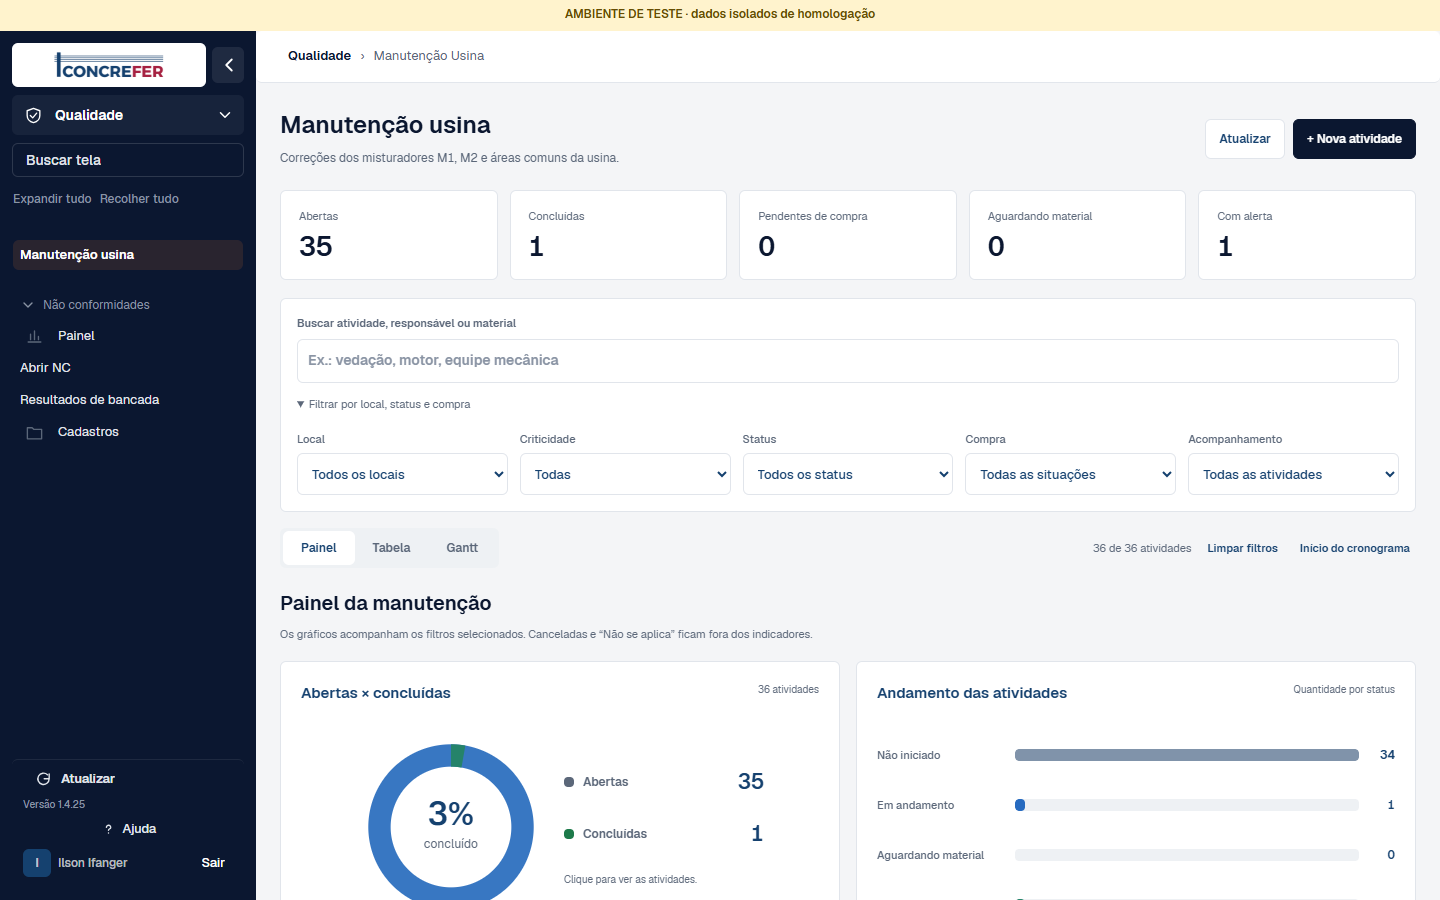 AMBIENTE DE TESTE · dados isolados de homologação
CONCREFER
Qualidade
Buscar tela
Expandir tudo Recolher tudo
Manutenção usina
Não conformidades
Painel
Abrir NC
Resultados de bancada
Cadastros
Atualizar
Versão 1.4.25
? Ajuda
I Ilson Ifanger Sair
Qualidade › Manutenção Usina
Manutenção usina
Correções dos misturadores M1, M2 e áreas comuns da usina.
Atualizar
+ Nova atividade
Abertas
35
Concluidas
1
Pendentes de compra
0
Aguardando material
0
Com alerta
1
Buscar atividade, responsável ou material
Ex.: vedação, motor, equipe mecânica
▼ Filtrar por local, status e compra
Local
Todos os locais
Criticidade
Todas
Status
Todos os status
Compra
Todas as situações
Acompanhamento
Todas as atividades
Painel Tabela Gantt
36 de 36 atividades Limpar filtros Início do cronograma
Painel da manutenção
Os gráficos acompanham os filtros selecionados. Canceladas e “Não se aplica” ficam fora dos indicadores.
Abertas × concluídas
36 atividades
3%
concluído
Abertas 35
Concluídas 1
Clique para ver as atividades.
Andamento das atividades
Quantidade por status
Não iniciado 34
Em andamento 1
Aguardando material 0